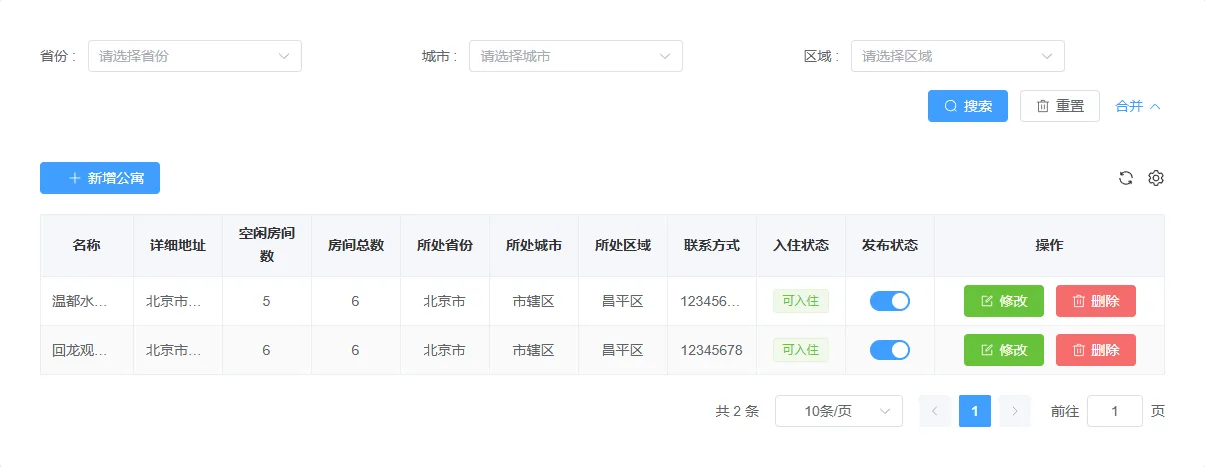 省份 : 请选择省份 城市 : 请选择城市 区域 : 请选择区域
搜索 重置 合并
新增公寓
名称 详细地址 空闲房间数 房间总数 所处省份 所处城市 所处区域 联系方式 入住状态 发布状态 操作
温都水... 北京市... 5 6 北京市 市辖区 昌平区 123456... 可入住 修改 删除
回龙观... 北京市... 6 6 北京市 市辖区 昌平区 12345678 可入住 修改 删除
共 2 条 10条/页 1 前往 1 页